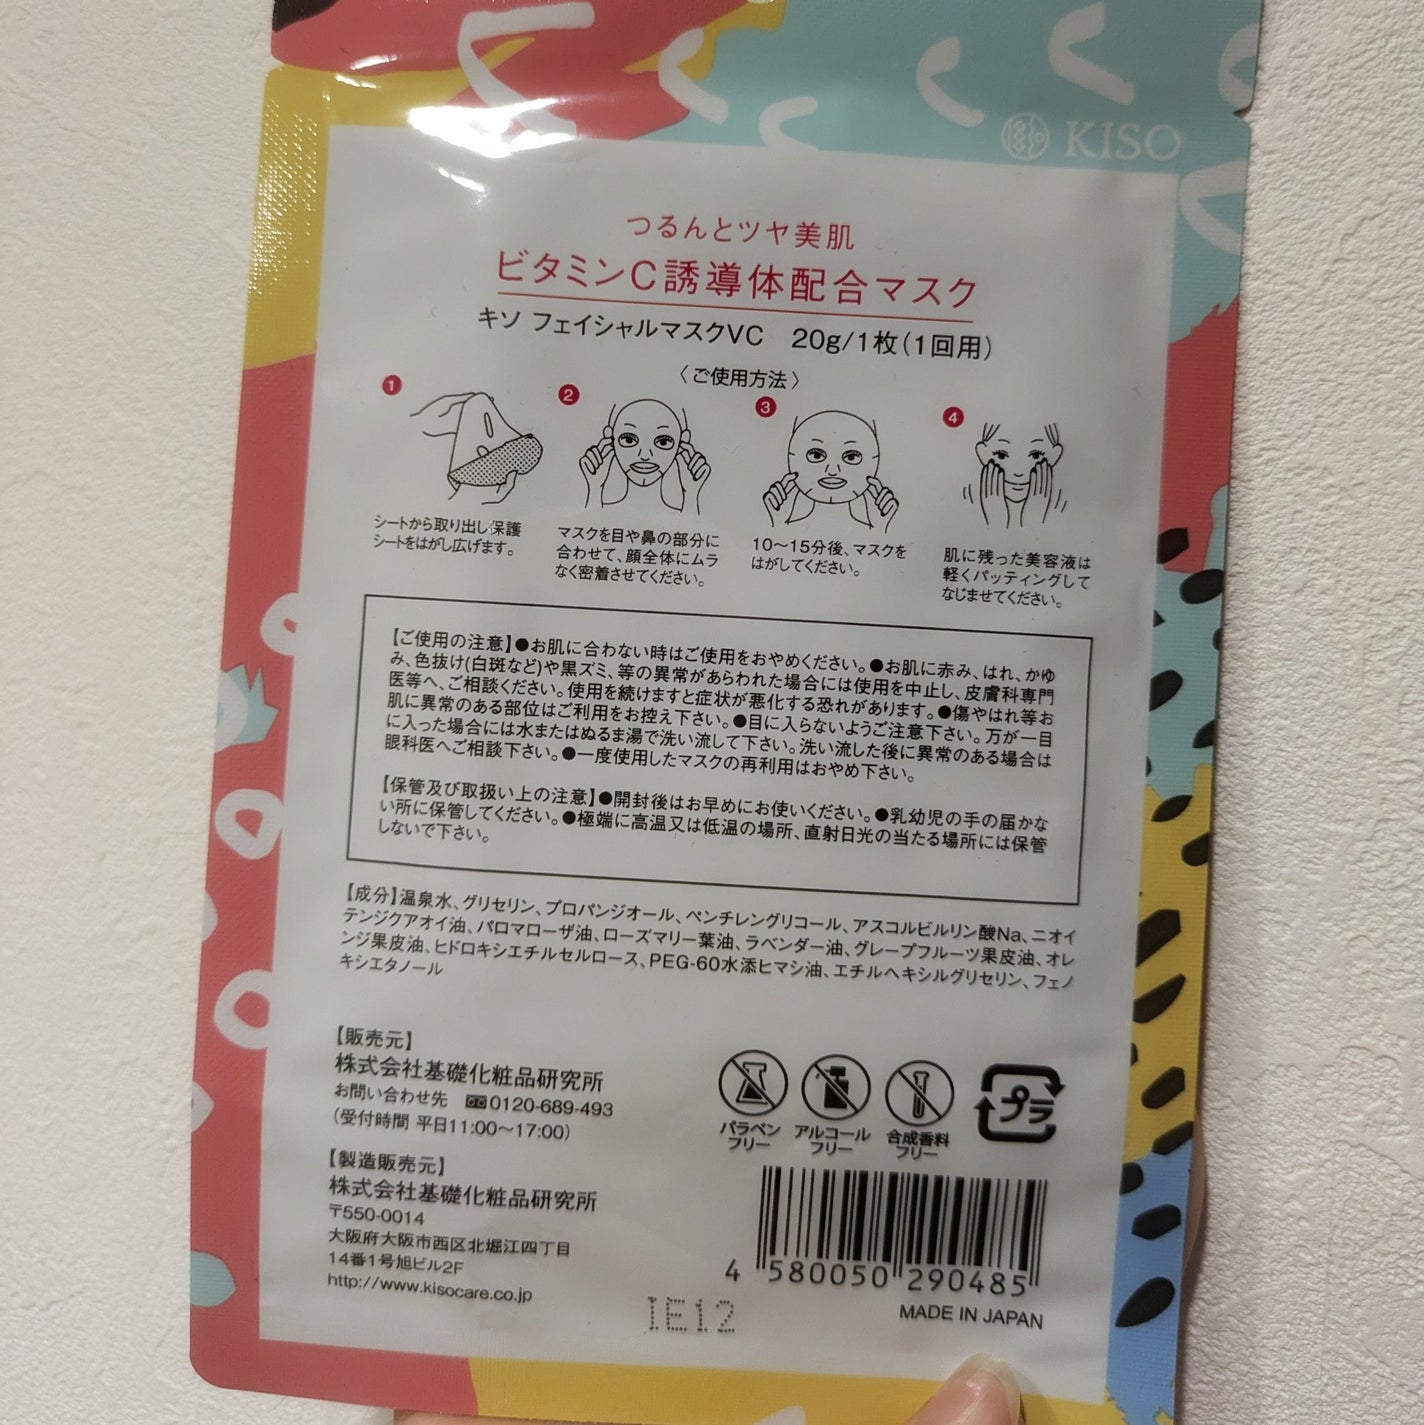 KISO
つるんとツヤ美肌
ビタミンC誘導体配合マスク
キソ フェイシャルマスクVC 20g/1枚(1回用)
〈ご使用方法〉
1
シートから取り出し保護
シートをはがし広げます。
2
マスクを目や鼻の部分に
合わせて、顔全体にムラ
なく密着させてください。
3
10～15分後、マスクを
はがしてください。
4
肌に残った美容液は
軽くパッティングして
なじませてください。
【ご使用の注意】●お肌に合わない時はご使用をおやめください。●お肌に赤み、はれ、かゆ
み、色抜け(白斑など)や黒ズミ、等の異常があらわれた場合には使用を中止し、皮膚科専門
医等へ、ご相談ください。使用を続けますと症状が悪化する恐れがあります。●傷やはれ等お
肌に異常のある部位はご利用をお控え下さい。●目に入らないようご注意下さい。万が一目
に入った場合には水またはぬるま湯で洗い流して下さい。洗い流した後に異常のある場合は
眼科医へご相談下さい。●一度使用したマスクの再利用はおやめ下さい。
【保管及び取扱い上の注意】●開封後はお早めにお使いください。●乳幼児の手の届かな
い所に保管してください。●極端に高温又は低温の場所、直射日光の当たる場所には保管
しないで下さい。
【成分】温泉水、グリセリン、プロパンジオール、ペンチレングリコール、アスコルビルリン酸Na、ニオイ
テンジクアオイ油、パロマローザ油、ローズマリー葉油、ラベンダー油、グレープフルーツ果皮油、オレ
ンジ果皮油、ヒドロキシエチルセルロース、PEG-60水添ヒマシ油、エチルヘキシルグリセリン、フェノ
キシエタノール
【販売元】
株式会社基礎化粧品研究所
お問い合わせ先 0120-689-493
(受付時間 平日11:00～17:00)
【製造販売元】
株式会社基礎化粧品研究所
〒550-0014
大阪府大阪市西区北堀江四丁目
14番1号旭ビル2F
http://www.kisocare.co.jp
パラベン
フリー
アルコール
フリー
合成香料
フリー
プラ
4 580050 290485
MADE IN JAPAN
IE12